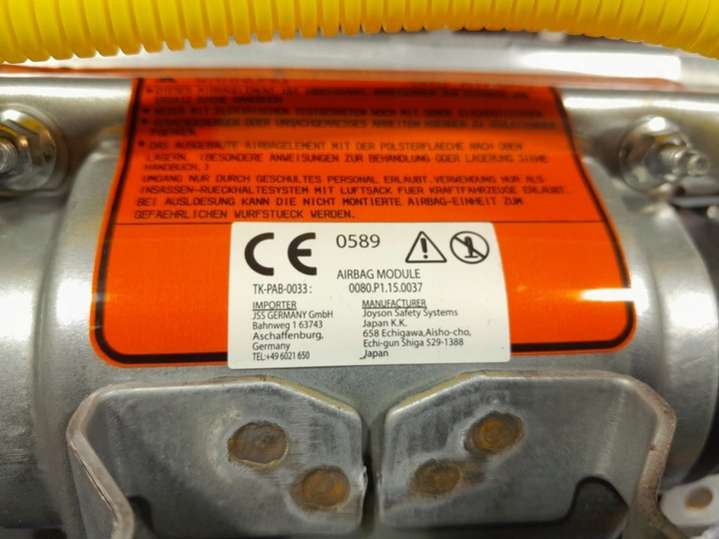 SIEHE
HANDBUCH.)
• DAS AUSGEBAUTE AIRBAGELEMENT MIT DER POLSTERFLAECHE NACH OBEN
LAGERN. (BESONDERE ANWEISUNGEN ZUR BEHANDLUNG ODER LAGERUNG SIEHE
HANDBUCH.)
UMGANG NUR DURCH GESCHULTES PERSONAL ERLAUBT.VERWENDUNG NUR ALS
INSASSEN-RUECKHALTESYSTEM MIT LUFTSACK FUER KRAFTFAHRZEUGE ERLAUBT.
BEI AUSLOESUNG KANN DIE NICHT MONTIERTE AIRBAG-EINHEIT ZUM
GEFAEHRLICHEN WURFSTUECK WERDEN.
CE 0589
AIRBAG MODULE
TK-PAB-0033: 0080.P1.15.0037
IMPORTER
JSS GERMANY GmbH
Bahnweg 1 63743
Aschaffenburg,
Germany
TEL:+49 6021 650
MANUFACTURER
Joyson Safety Systems
Japan K.K.
658 Echigawa,Aisho-cho,
Echi-gun Shiga 529-1388
Japan